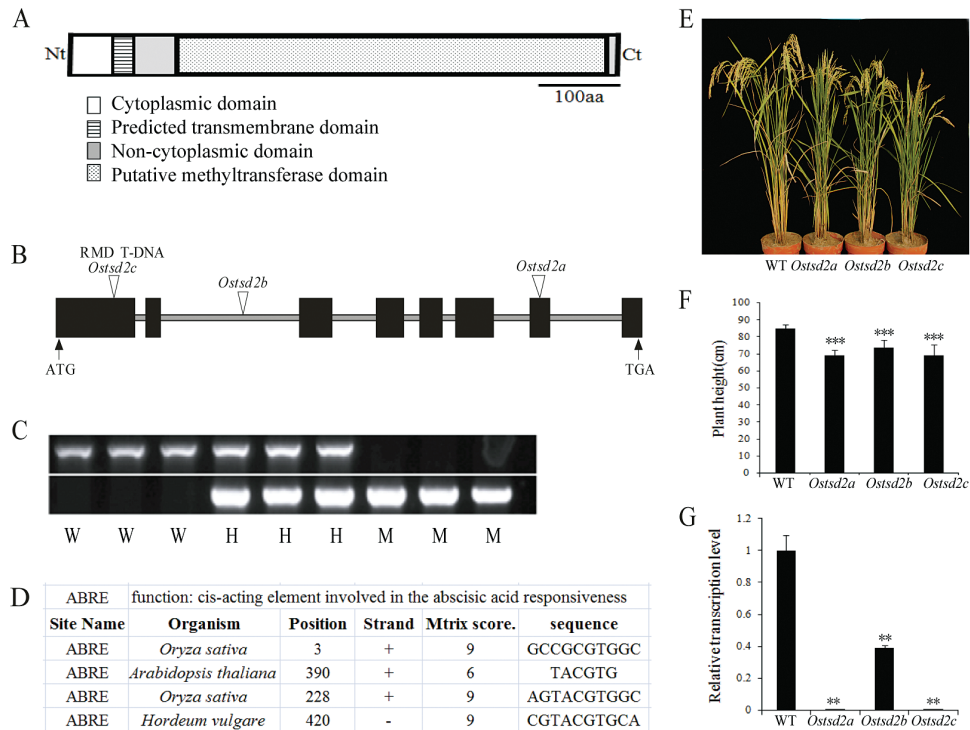 A
Nt
Ct
100aa
Cytoplasmic domain
Predicted transmembrane domain
Non-cytoplasmic domain
Putative methyltransferase domain
B
RMD T-DNA
Ostsd2c
Ostsd2b
Ostsd2a
ATG
TGA
C
W W W H H H M M M
D
ABRE function: cis-acting element involved in the abscisic acid responsiveness
Site Name Organism Position Strand Mtrix score. sequence
ABRE Oryza sativa 3 + 9 GCCGCGTGGC
ABRE Arabidopsis thaliana 390 + 6 TACGTG
ABRE Oryza sativa 228 + 9 AGTACGTGGC
ABRE Hordeum vulgare 420 - 9 CGTACGTGCA
E
WT Ostsd2a Ostsd2b Ostsd2c
F
Plant height(cm)
100
90
80
70
60
50
40
30
20
10
0
*** *** ***
WT Ostsd2a Ostsd2b Ostsd2c
G
Relative transcription level
1.2
1
0.8
0.6
0.4
0.2
0
** ** **
WT Ostsd2a Ostsd2b Ostsd2c